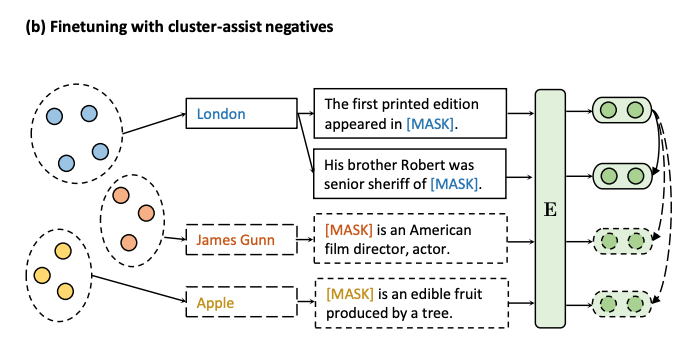 (b) Finetuning with cluster-assist negatives
London
The first printed edition
appeared in [MASK].
His brother Robert was
senior sheriff of [MASK].
E
James Gunn
[MASK] is an American
film director, actor.
Apple
[MASK] is an edible fruit
produced by a tree.